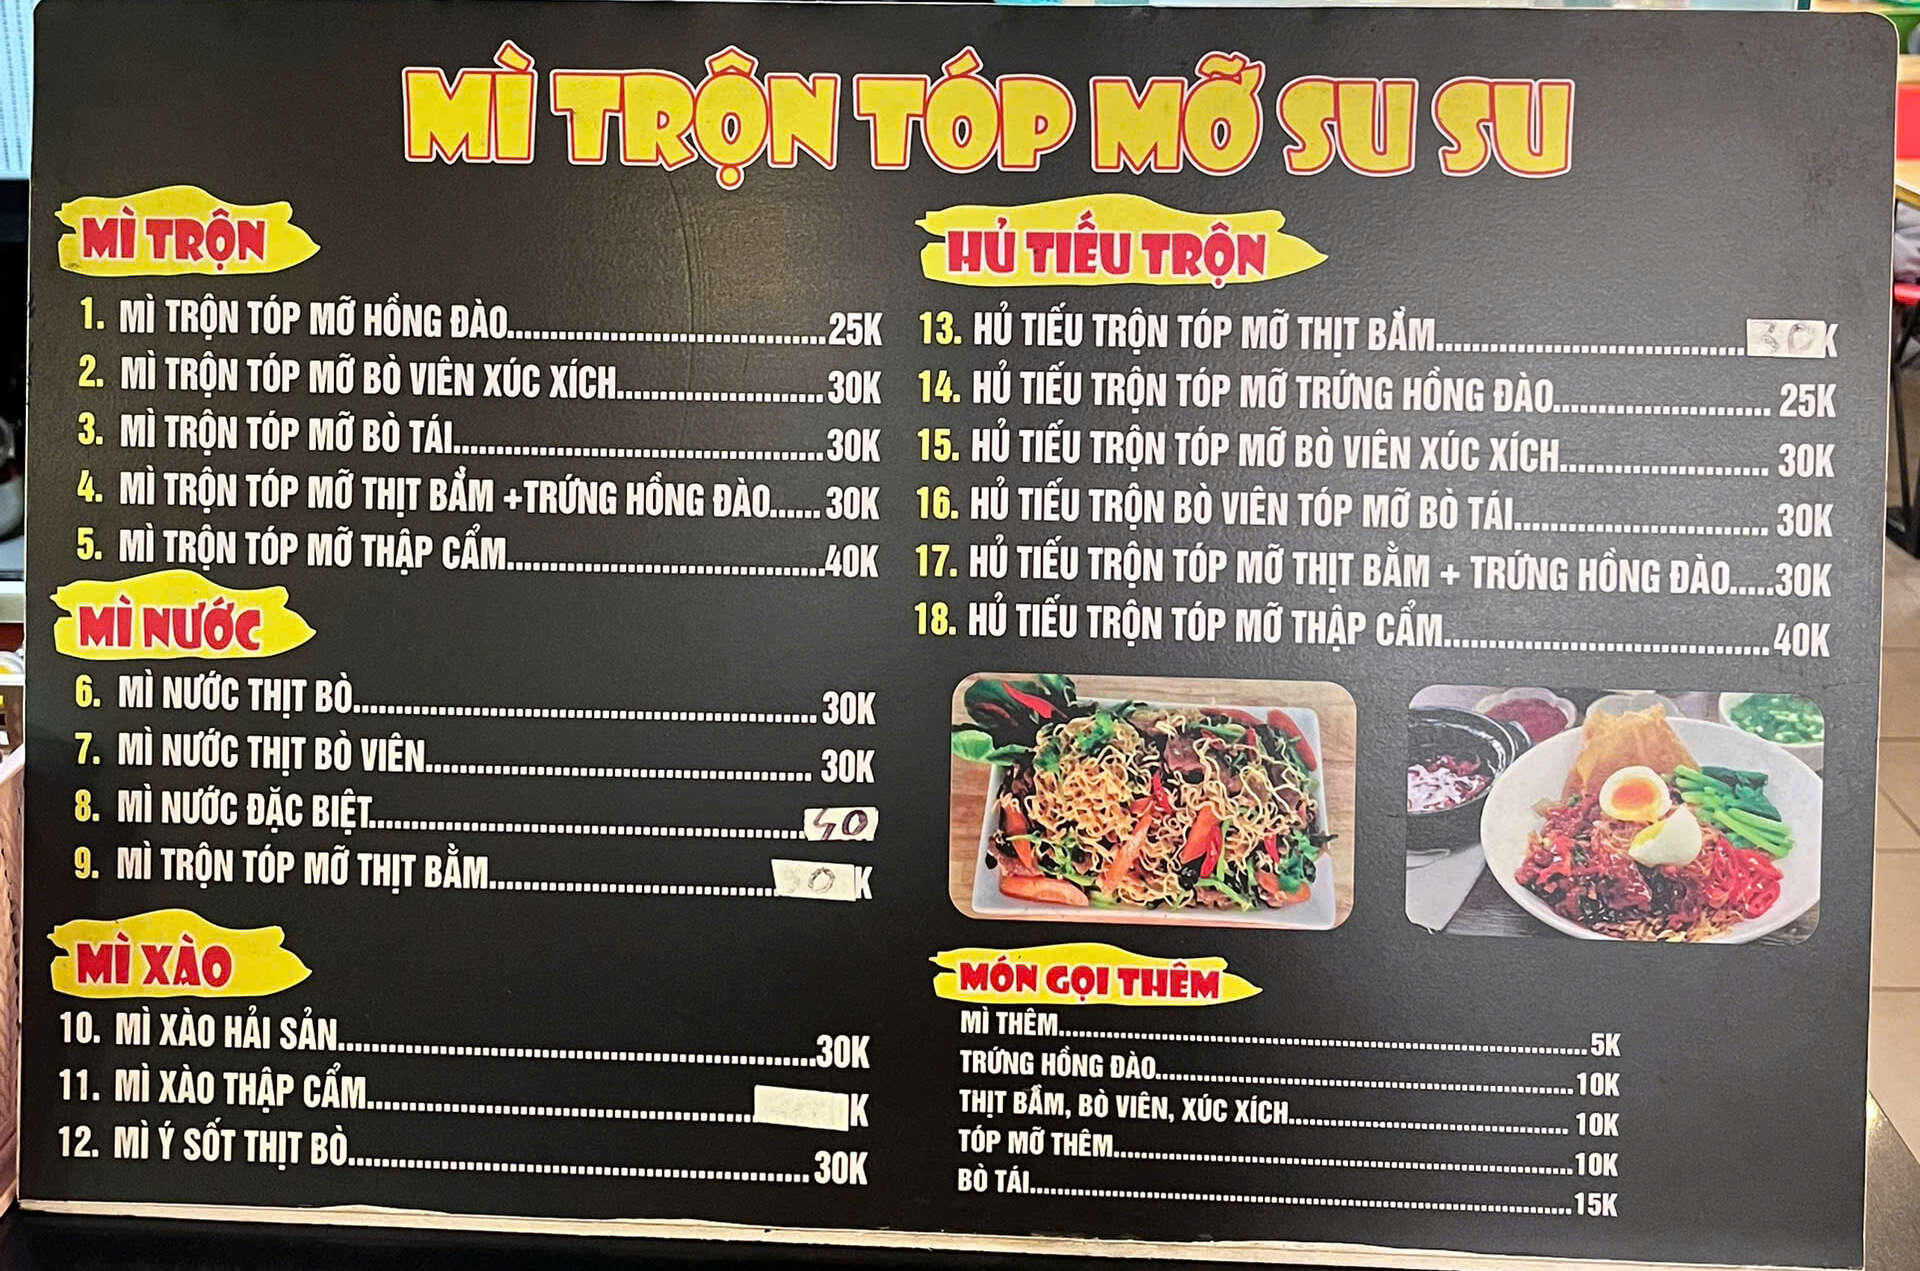 MÌ TRỘN TÓP MỠ SU SU
MÌ TRỘN
1. MÌ TRỘN TÓP MỠ HỒNG ĐÀO....................25K
2. MÌ TRỘN TÓP MỠ BÒ VIÊN XÚC XÍCH....................30K
3. MÌ TRỘN TÓP MỠ BÒ TÁI....................30K
4. MÌ TRỘN TÓP MỠ THỊT BẰM +TRỨNG HỒNG ĐÀO......30K
5. MÌ TRỘN TÓP MỠ THẬP CẨM....................40K
MÌ NƯỚC
6. MÌ NƯỚC THỊT BÒ.................... 30K
7. MÌ NƯỚC THỊT BÒ VIÊN.................... 30K
8. MÌ NƯỚC ĐẶC BIỆT....................40
9. MÌ TRỘN TÓP MỠ THỊT BẰM....................K
MÌ XÀO
10. MÌ XÀO HẢI SẢN....................30K
11. MÌ XÀO THẬP CẨM....................K
12. MÌ Ý SỐT THỊT BÒ.................... 30K
HỦ TIẾU TRỘN
13. HỦ TIẾU TRỘN TÓP MỠ THỊT BẰM....................30K
14. HỦ TIẾU TRỘN TÓP MỠ TRỨNG HỒNG ĐÀO.................... 25K
15. HỦ TIẾU TRỘN TÓP MỠ BÒ VIÊN XÚC XÍCH.................... 30K
16. HỦ TIẾU TRỘN BÒ VIÊN TÓP MỠ BÒ TÁI.................... 30K
17. HỦ TIẾU TRỘN TÓP MỠ THỊT BẰM + TRỨNG HỒNG ĐÀO.....30K
18. HỦ TIẾU TRỘN TÓP MỠ THẬP CẨM....................40K
MÓN GỌI THÊM
MÌ THÊM....................5K
TRỨNG HỒNG ĐÀO....................10K
THỊT BẰM, BÒ VIÊN, XÚC XÍCH.................... 10K
TÓP MỠ THÊM....................10K
BÒ TÁI....................15K